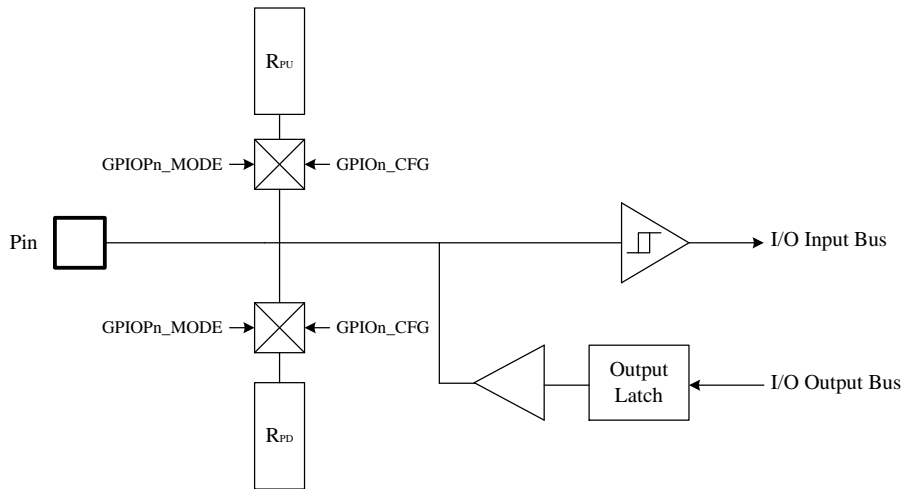 RPU
GPIOPn_MODE
GPIOn_CFG
Pin
I/O Input Bus
GPIOPn_MODE
GPIOn_CFG
Output
Latch
I/O Output Bus
RPD